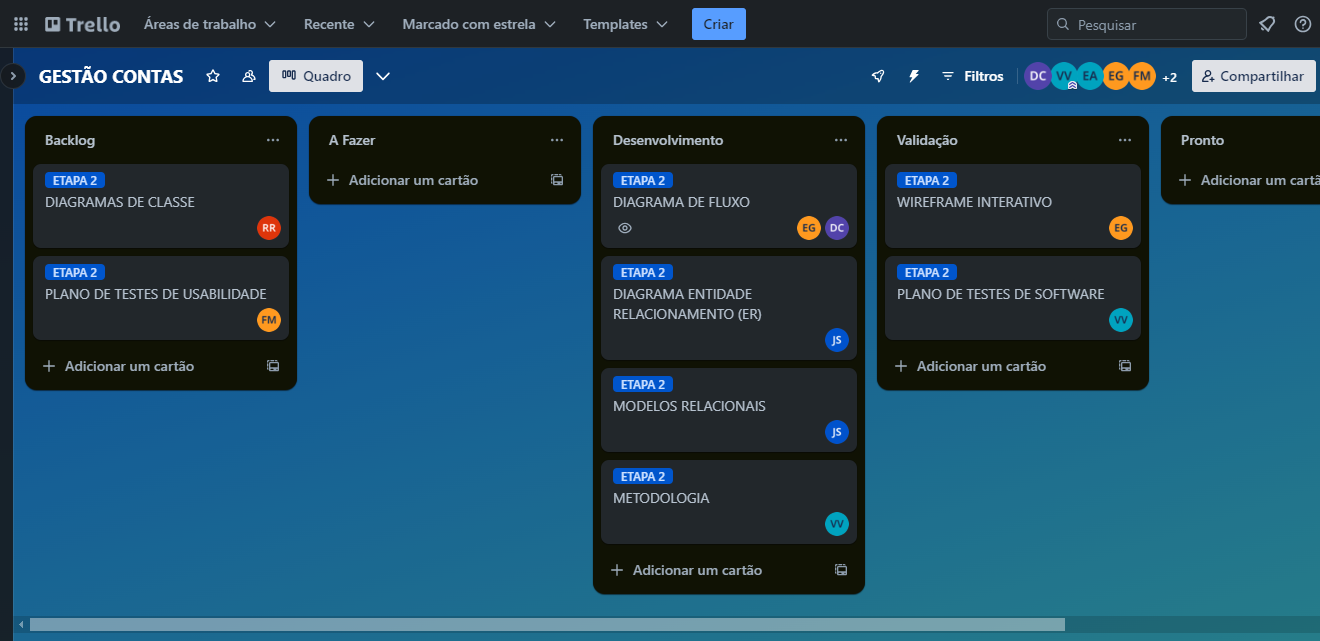 Trello Áreas de trabalho Recente Marcado com estrela Templates Criar Pesquisar
GESTÃO CONTAS Quadro Filtros DC VV EA EG FM +2 Compartilhar
Backlog
ETAPA 2
DIAGRAMAS DE CLASSE
RR
ETAPA 2
PLANO DE TESTES DE USABILIDADE
FM
Adicionar um cartão
A Fazer
Adicionar um cartão
Desenvolvimento
ETAPA 2
DIAGRAMA DE FLUXO
EG DC
ETAPA 2
DIAGRAMA ENTIDADE
RELACIONAMENTO (ER)
JS
ETAPA 2
MODELOS RELACIONAIS
JS
ETAPA 2
METODOLOGIA
VV
Adicionar um cartão
Validação
ETAPA 2
WIREFRAME INTERATIVO
EG
ETAPA 2
PLANO DE TESTES DE SOFTWARE
VV
Adicionar um cartão
Pronto
Adicionar um cartã